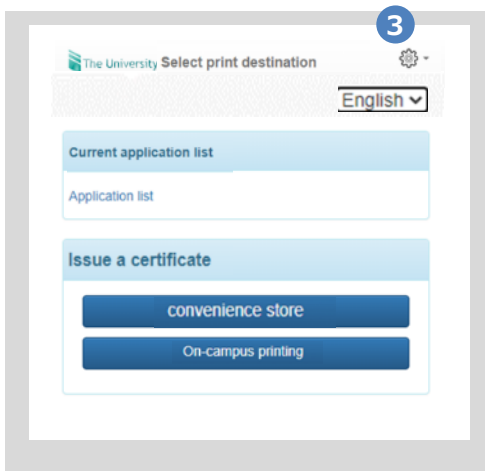 3
The University Select print destination
English
Current application list
Application list
Issue a certificate
convenience store
On-campus printing